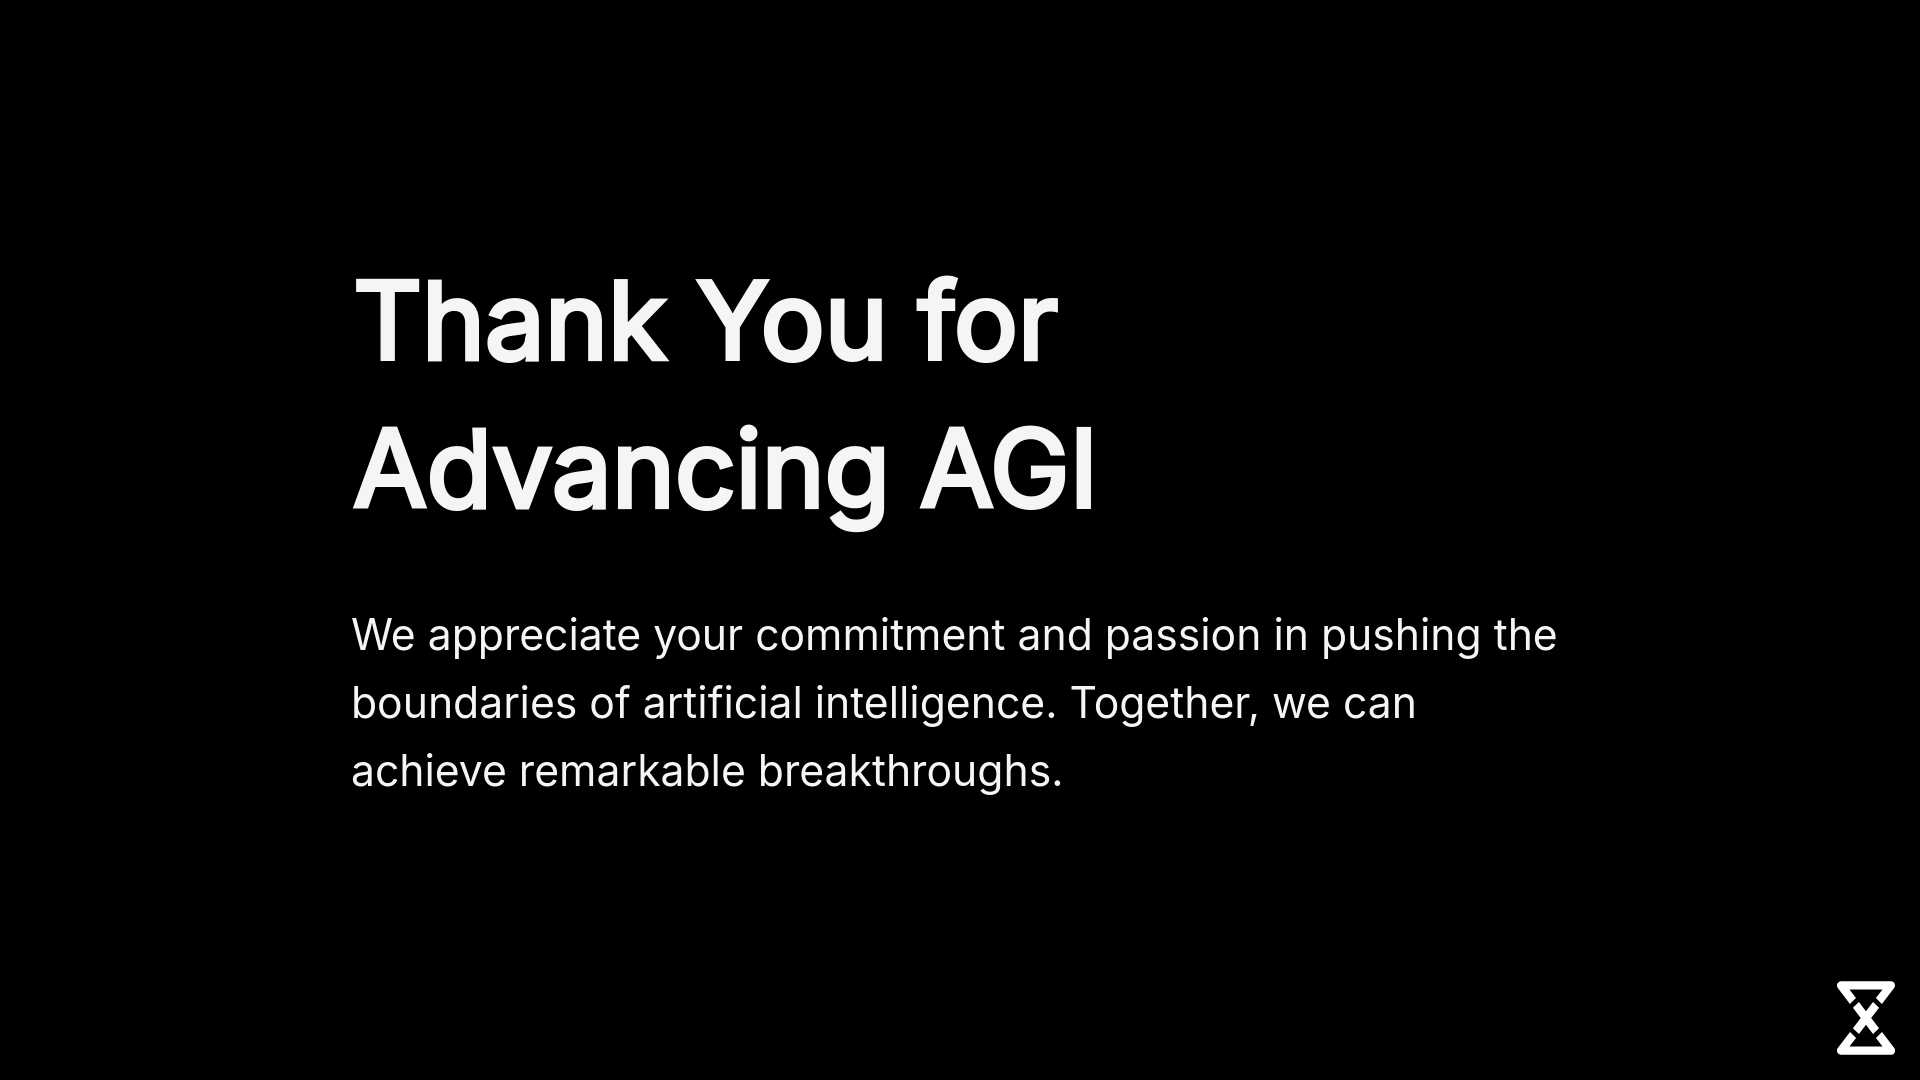 Thank You for
Advancing AGI
We appreciate your commitment and passion in pushing the
boundaries of artificial intelligence. Together, we can
achieve remarkable breakthroughs.